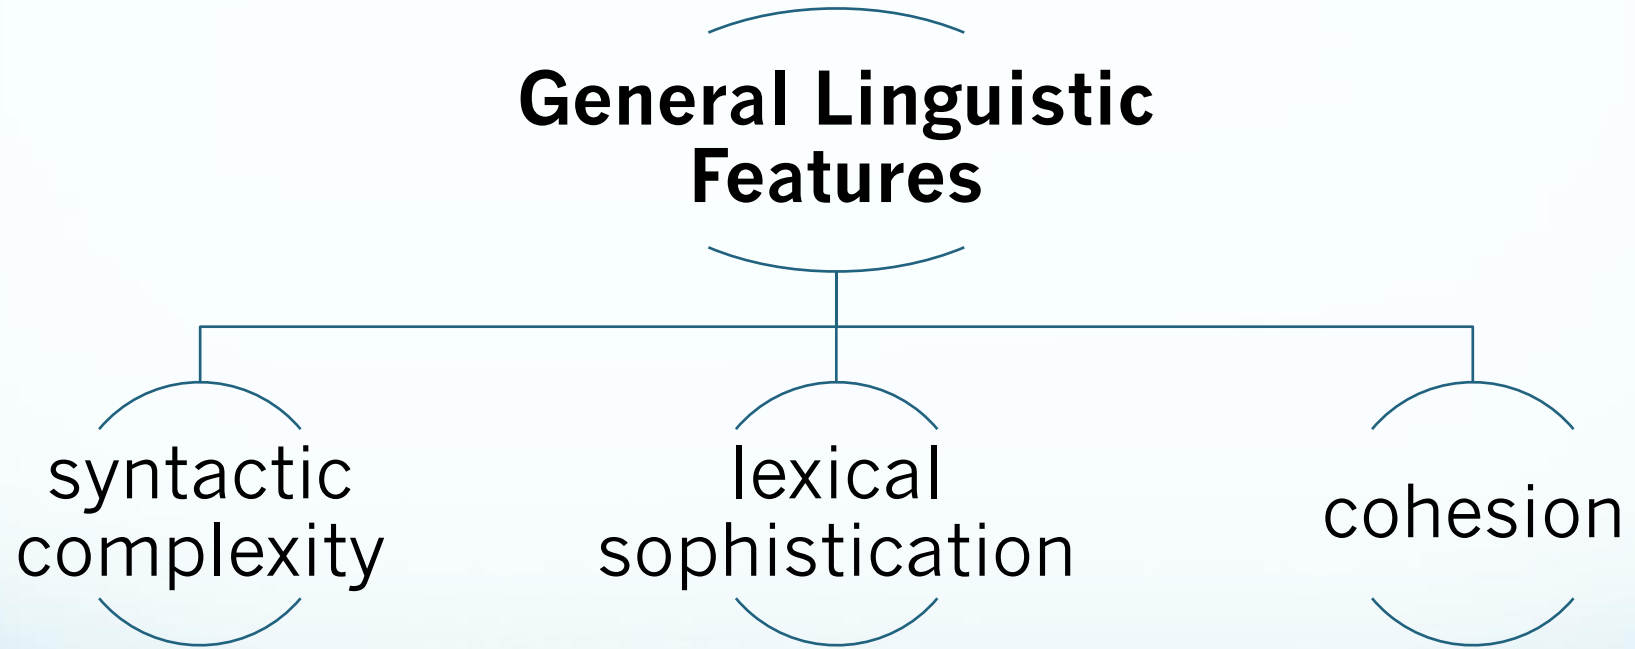 General Linguistic
Features
syntactic
complexity
lexical
sophistication
cohesion